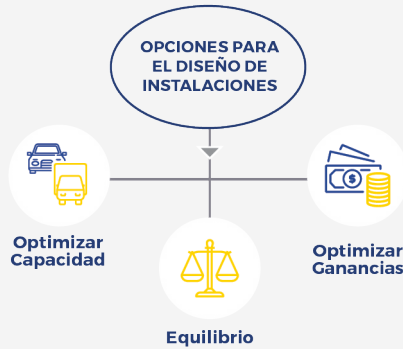 OPCIONES PARA
EL DISEÑO DE
INSTALACIONES
Optimizar
Capacidad
$
Optimizar
Ganancias
Equilibrio